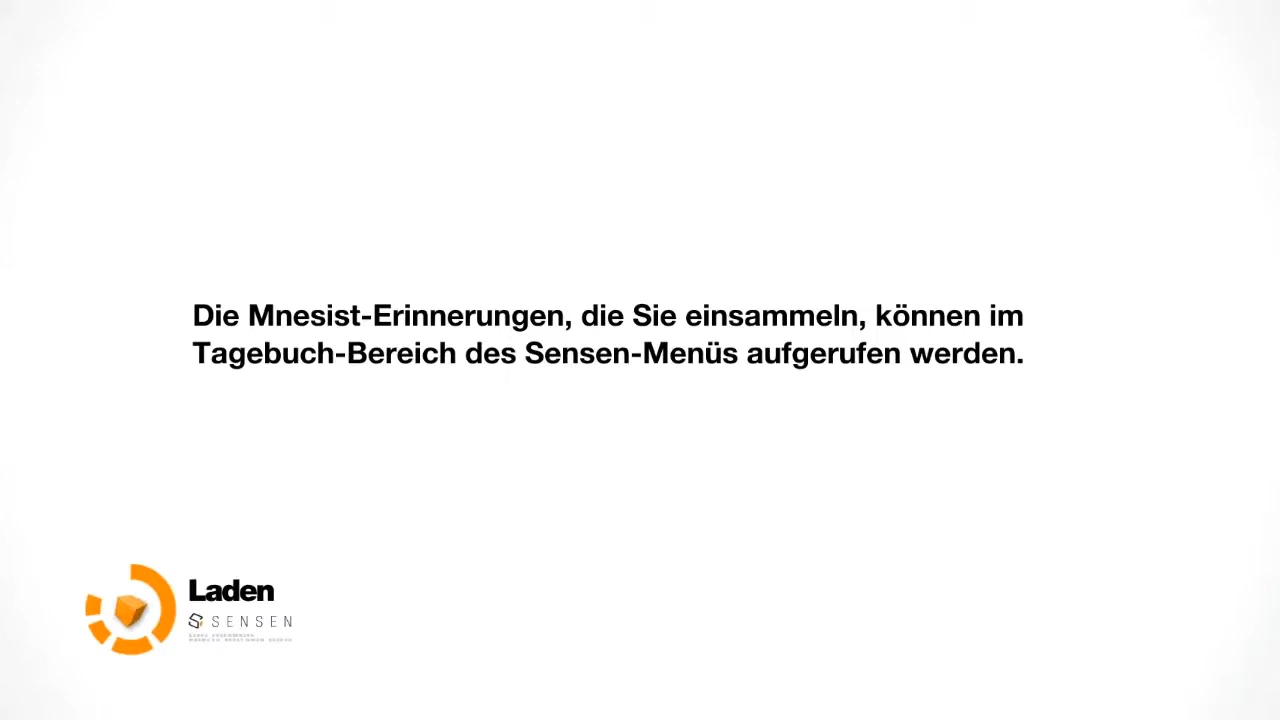 Die Mnesist-Erinnerungen, die Sie einsammeln, können im
Tagebuch-Bereich des Sensen-Menüs aufgerufen werden.
Laden
SENSEN